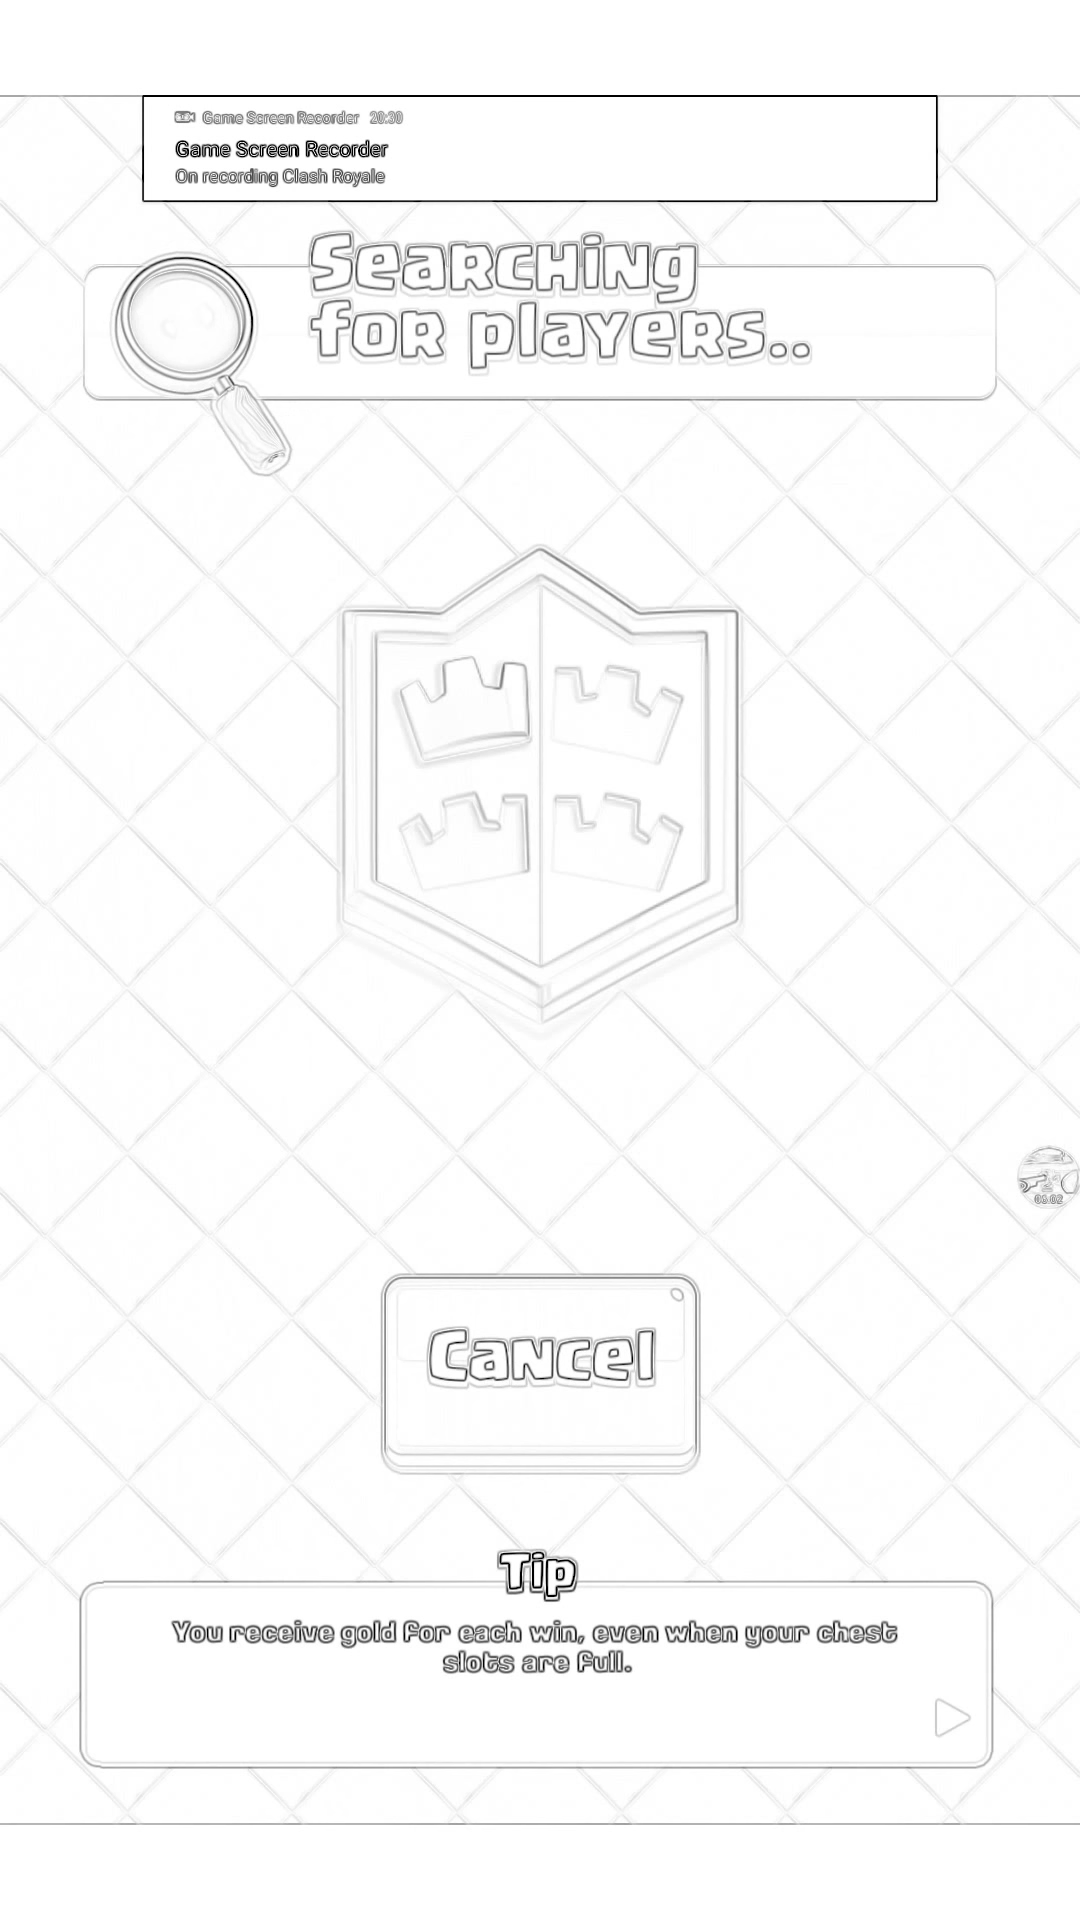 Game Screen Recorder 20:30
Game Screen Recorder
On recording Clash Royale
Searching
for players..
Cancel
Tip
You receive gold for each win, even when your chest
slots are full.